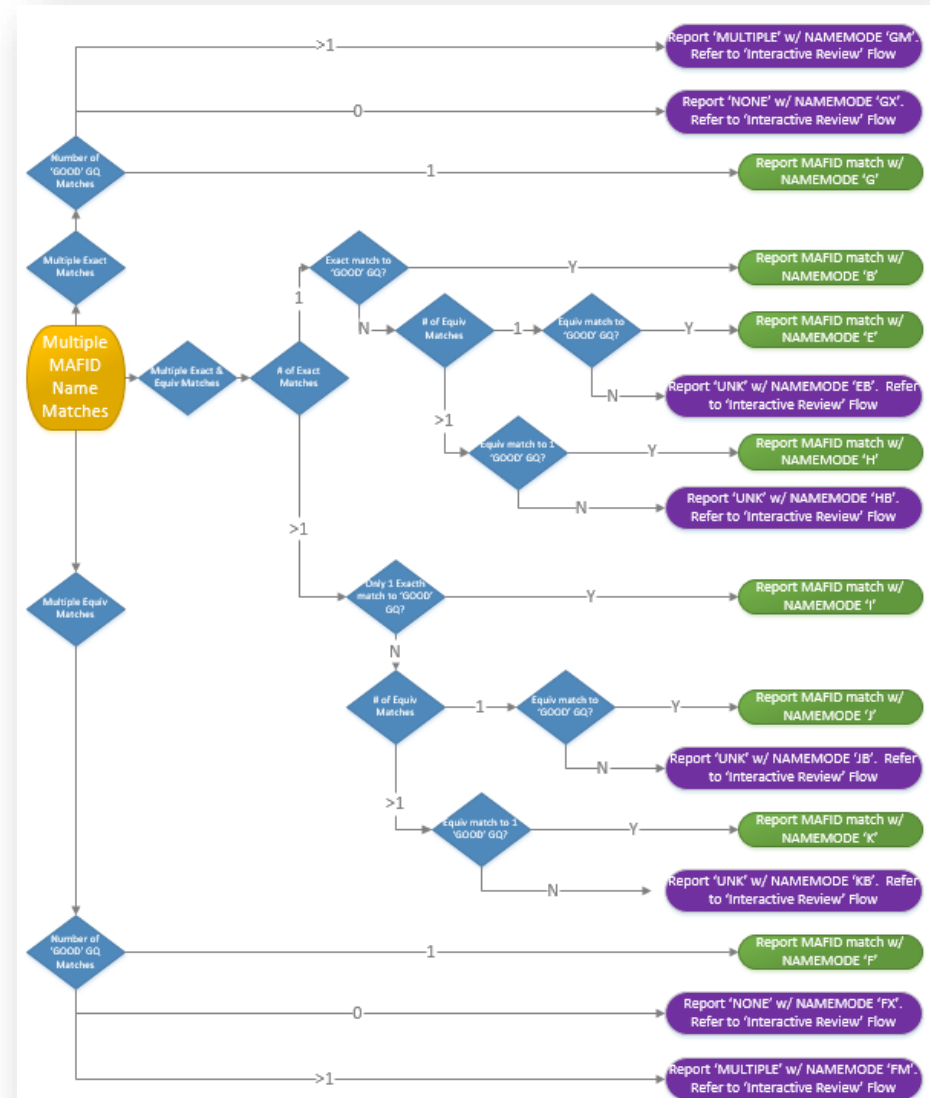 >1
Report 'MULTIPLE' w/ NAMEMODE 'GM'.
Refer to 'Interactive Review' Flow
0
Report 'NONE' w/ NAMEMODE 'GX'.
Refer to 'Interactive Review' Flow
Number of
'GOOD' GQ
Matches
1
Report MAFID match w/
NAMEMODE 'G'
Multiple Exact
Matches
Exact match to
'GOOD' GQ?
Y
Report MAFID match w/
NAMEMODE 'B'
1
N
# of Equiv
Matches
1
Equiv match to
'GOOD' GQ?
Y
Report MAFID match w/
NAMEMODE 'E'
Multiple
MAFID
Name
Matches
Multiple Exact &
Equiv Matches
# of Exact
Matches
N
Report 'UNK' w/ NAMEMODE 'EB'. Refer
to 'Interactive Review' Flow
>1
Equiv match to 1
'GOOD' GQ?
Y
Report MAFID match w/
NAMEMODE 'H'
N
Report 'UNK' w/ NAMEMODE 'HB'.
Refer to 'Interactive Review' Flow
>1
Multiple Equiv
Matches
Only 1 Exacth
match to 'GOOD'
GQ?
Y
Report MAFID match w/
NAMEMODE 'I'
N
# of Equiv
Matches
1
Equiv match to
'GOOD' GQ?
Y
Report MAFID match w/
NAMEMODE 'J'
N
Report 'UNK' w/ NAMEMODE 'JB'. Refer
to 'Interactive Review' Flow
>1
Equiv match to 1
'GOOD' GQ?
Y
Report MAFID match w/
NAMEMODE 'K'
N
Report 'UNK' w/ NAMEMODE 'KB'. Refer
to 'Interactive Review' Flow
Number of
'GOOD' GQ
Matches
1
Report MAFID match w/
NAMEMODE 'F'
0
Report 'NONE' w/ NAMEMODE 'FX'.
Refer to 'Interactive Review' Flow
>1
Report 'MULTIPLE' w/ NAMEMODE 'FM'.
Refer to 'Interactive Review' Flow